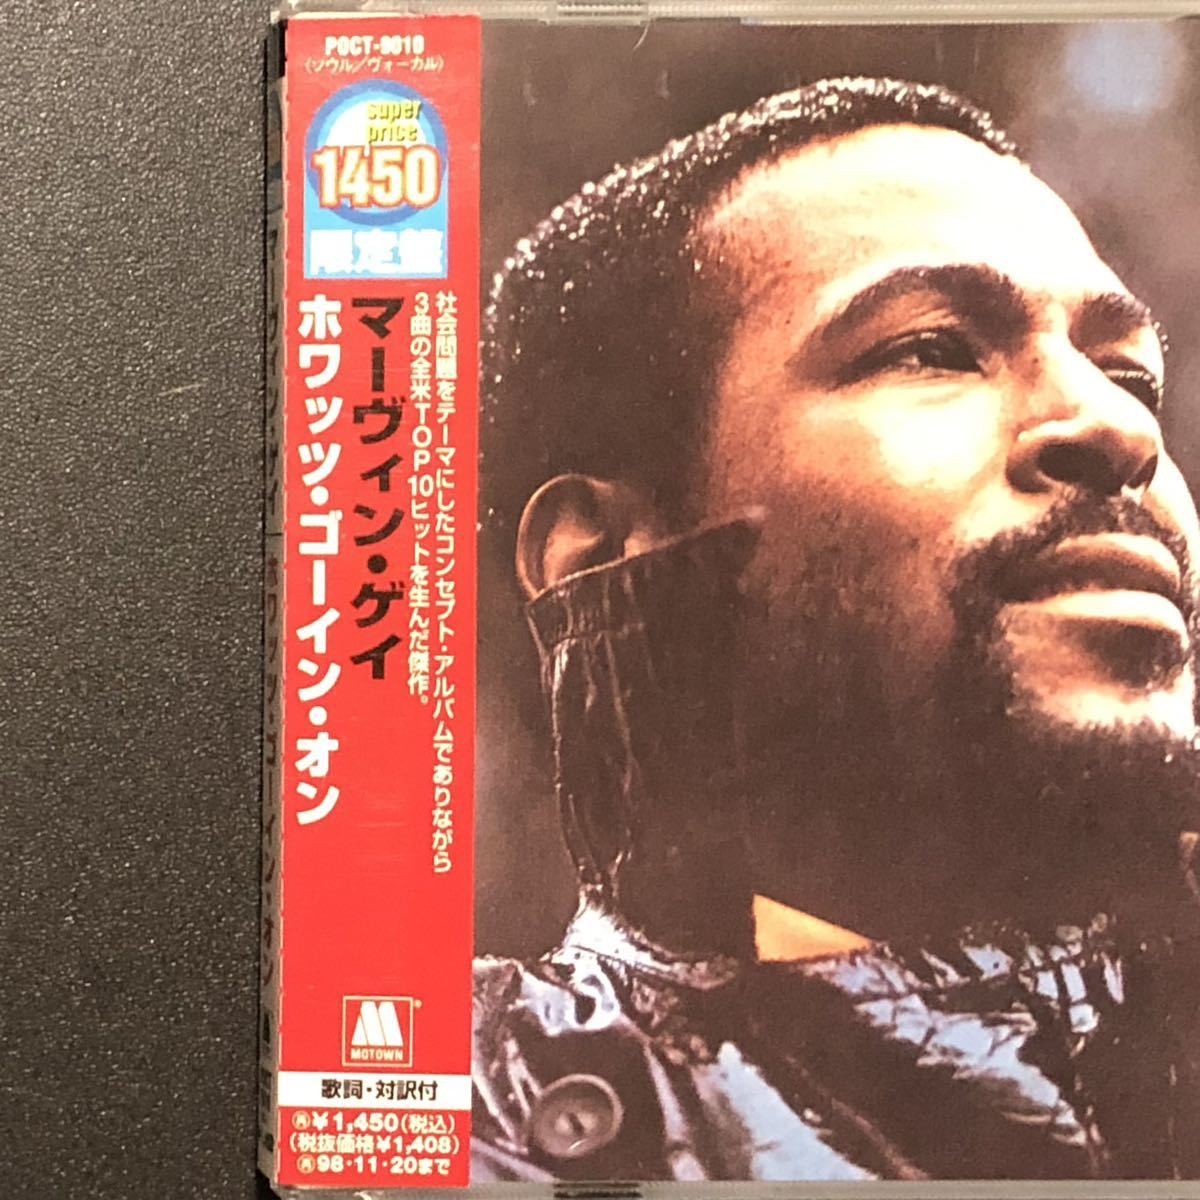 POCT-9010
(ソウル/ヴォーカル)
super
price
1450
限定盤
社会問題をテーマにしたコンセプト・アルバムでありながら
3曲の全米TOP10ヒットを生んだ傑作。
マーヴィン・ゲイ
ホワッツ・ゴーイン・オン
MOTOWN
®
歌詞・対訳付
Ⓡ¥1,450(税込)
(税抜価格¥1,408)
Ⓡ98・11・20まで